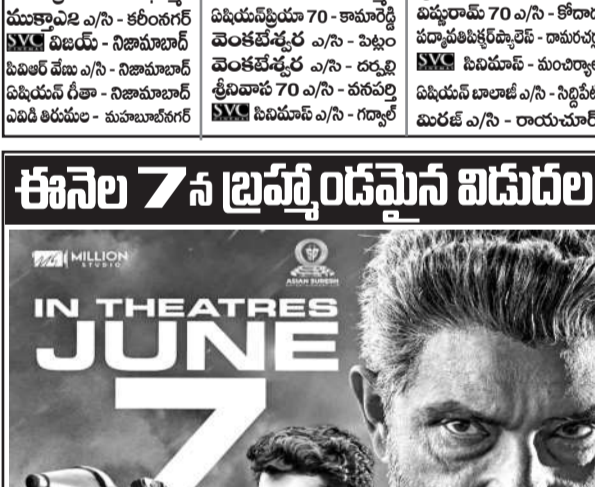 ముక్తాఎ2 ఎ/సి - కరీంనగర్
SVC విజయ్ - నిజామాబాద్
పివిఆర్ వేణు ఎ/సి - నిజామాబాద్
ఏషియన్ గీతా - నిజామాబాద్
ఎవిడి తిరుమల - మహబూబ్‌నగర్
ఏషియన్‌ప్రియా 70 - కామారెడ్డి
వెంకటేశ్వర ఎ/సి - పిట్లం
వెంకటేశ్వర ఎ/సి - దర్పల్లి
శ్రీనివాస 70 ఎ/సి - వనపర్తి
SVC సినిమాస్ ఎ/సి - గద్వాల్
విష్ణురామ్ 70 ఎ/సి - కోదా
పద్మావతిపిక్చర్‌ప్యాలెస్ - దామరచ
SVC సినిమాస్ - మంచిర్యా
ఏషియన్ బాలాజీ ఎ/సి - సిద్దిపే
మిరజ్ ఎ/సి - రాయచూర్
ఈనెల 7న బ్రహ్మాండమైన విడుదల
MILLION
STUDIO
ASIAN SURESH
IN THEATRES
JUNE
7